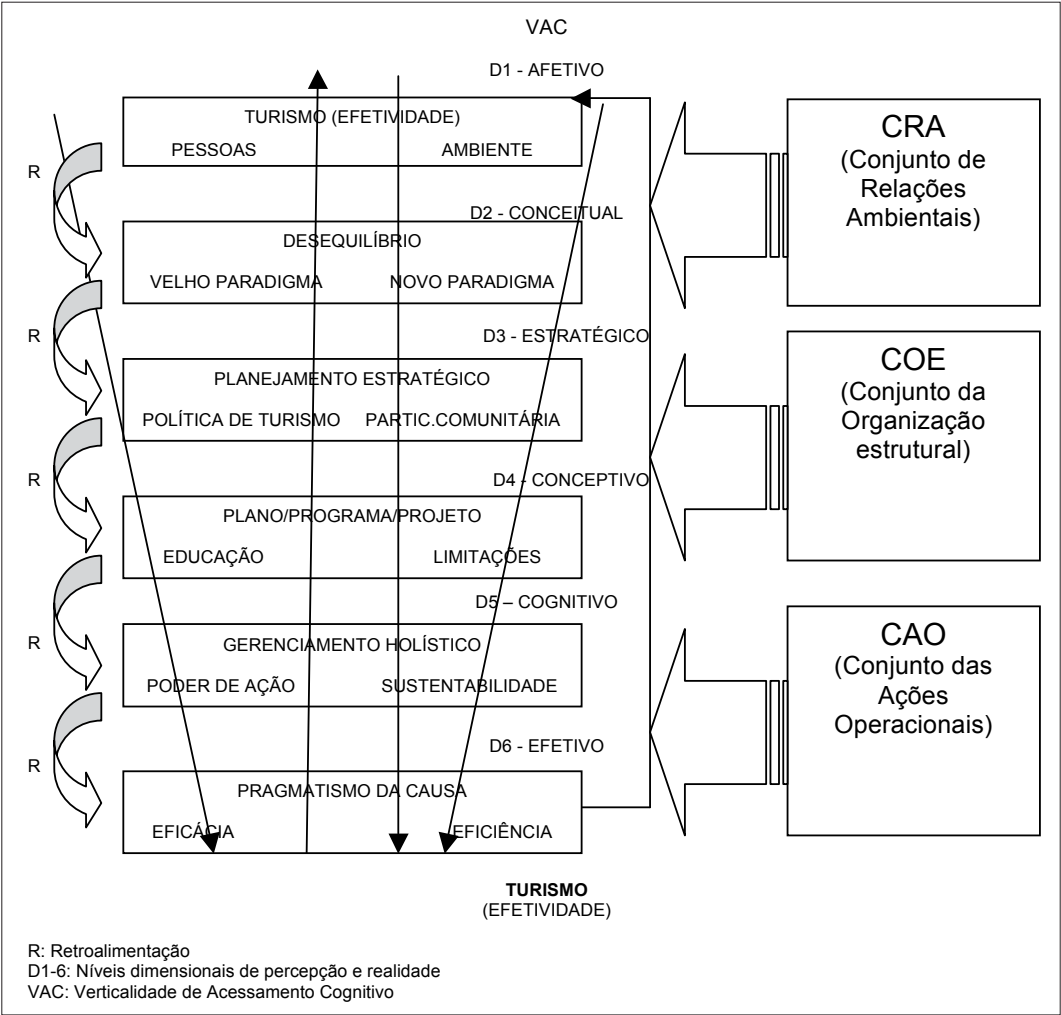 VAC
D1 - AFETIVO
TURISMO (EFETIVIDADE)
PESSOAS AMBIENTE
R
D2 - CONCEITUAL
DESEQUILÍBRIO
VELHO PARADIGMA NOVO PARADIGMA
R
D3 - ESTRATÉGICO
PLANEJAMENTO ESTRATÉGICO
POLÍTICA DE TURISMO PARTIC.COMUNITÁRIA
R
D4 - CONCEPTIVO
PLANO/PROGRAMA/PROJETO
EDUCAÇÃO LIMITAÇÕES
D5 – COGNITIVO
R
GERENCIAMENTO HOLÍSTICO
PODER DE AÇÃO SUSTENTABILIDADE
D6 - EFETIVO
R
PRAGMATISMO DA CAUSA
EFICÁCIA EFICIÊNCIA
TURISMO
(EFETIVIDADE)
CRA
(Conjunto de
Relações
Ambientais)
COE
(Conjunto da
Organização
estrutural)
CAO
(Conjunto das
Ações
Operacionais)
R: Retroalimentação
D1-6: Níveis dimensionais de percepção e realidade
VAC: Verticalidade de Acessamento Cognitivo